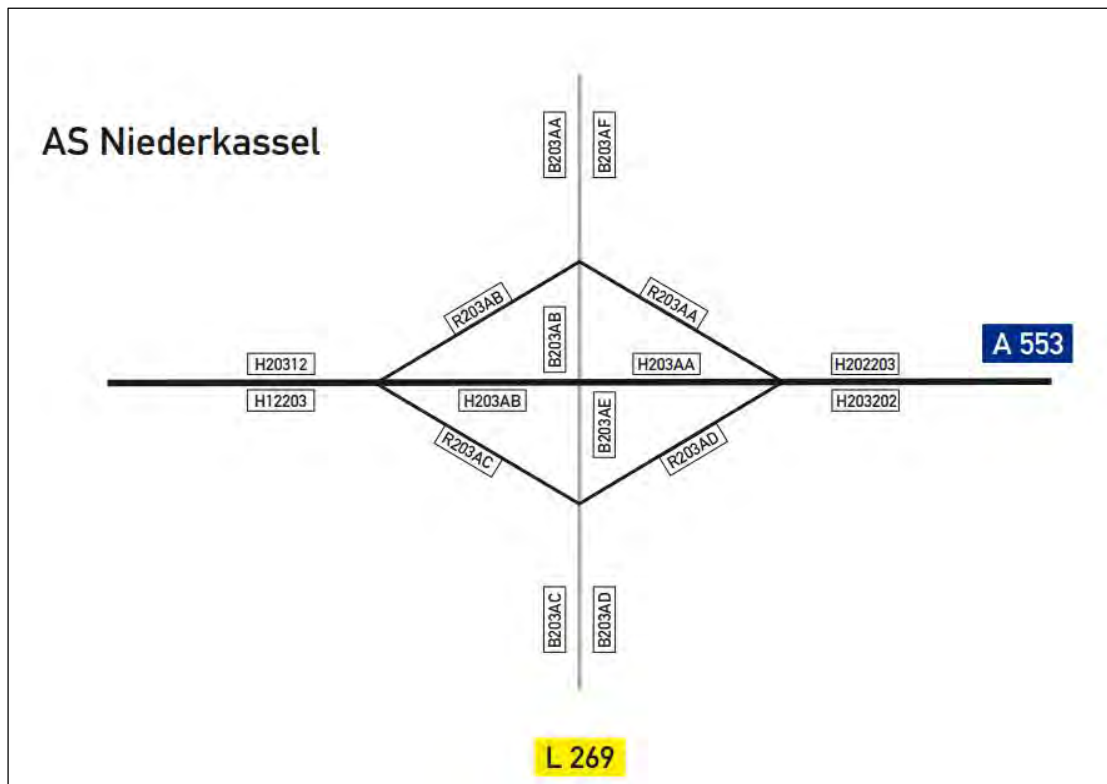 AS Niederkassel
B203AA
B203AF
R203AB
R203AA
B203AB
A 553
H20312
H203AA
H202203
H12203
H203AB
B203AE
H203202
R203AC
R203AD
B203AC
B203AD
L 269